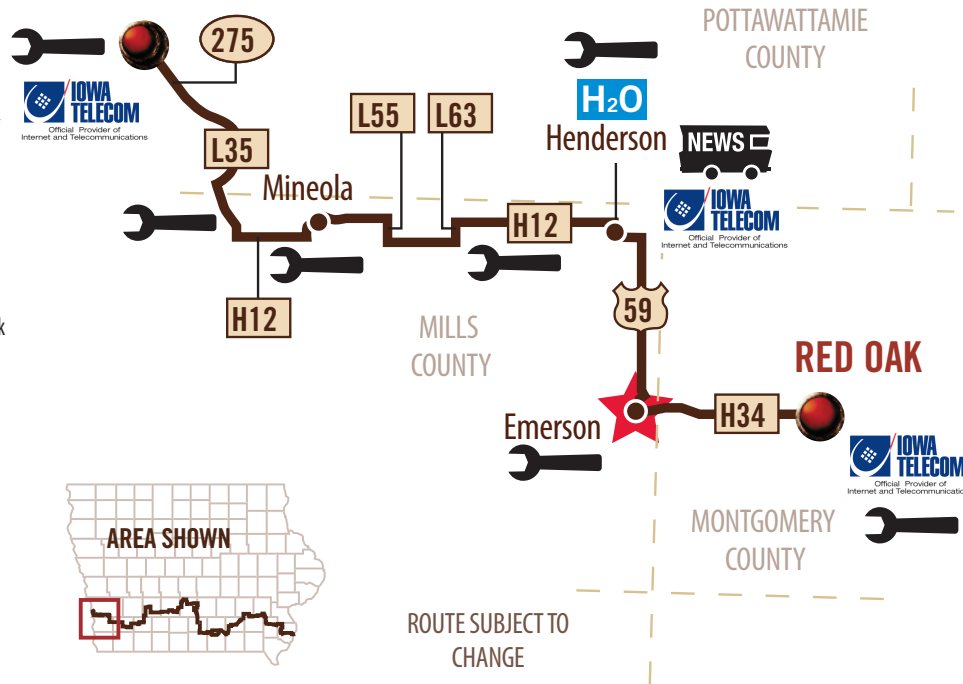 POTTAWATTAMIE
COUNTY
275
IOWA
TELECOM
Official Provider of
Internet and Telecommunications
L55
L63
H2O
Henderson
NEWS
L35
Mineola
IOWA
TELECOM
Official Provider of
Internet and Telecommunications
H12
H12
59
k
MILLS
COUNTY
RED OAK
H34
Emerson
IOWA
TELECOM
Official Provider of
Internet and Telecommunicatio
MONTGOMERY
COUNTY
AREA SHOWN
ROUTE SUBJECT TO
CHANGE